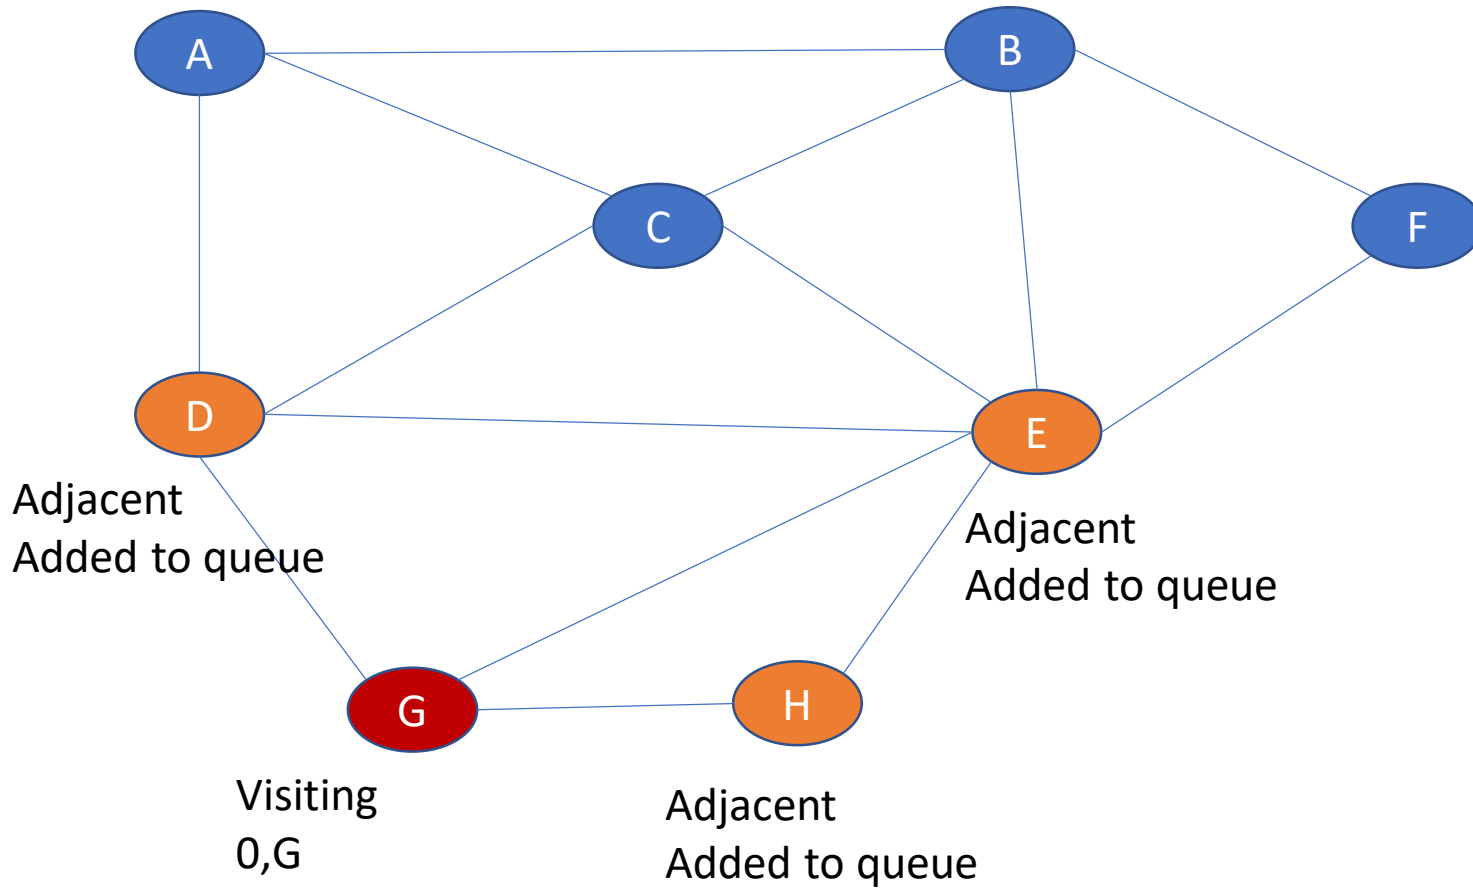 A
B
C
F
D
E
Adjacent
Added to queue
Adjacent
Added to queue
G
H
Visiting
0,G
Adjacent
Added to queue